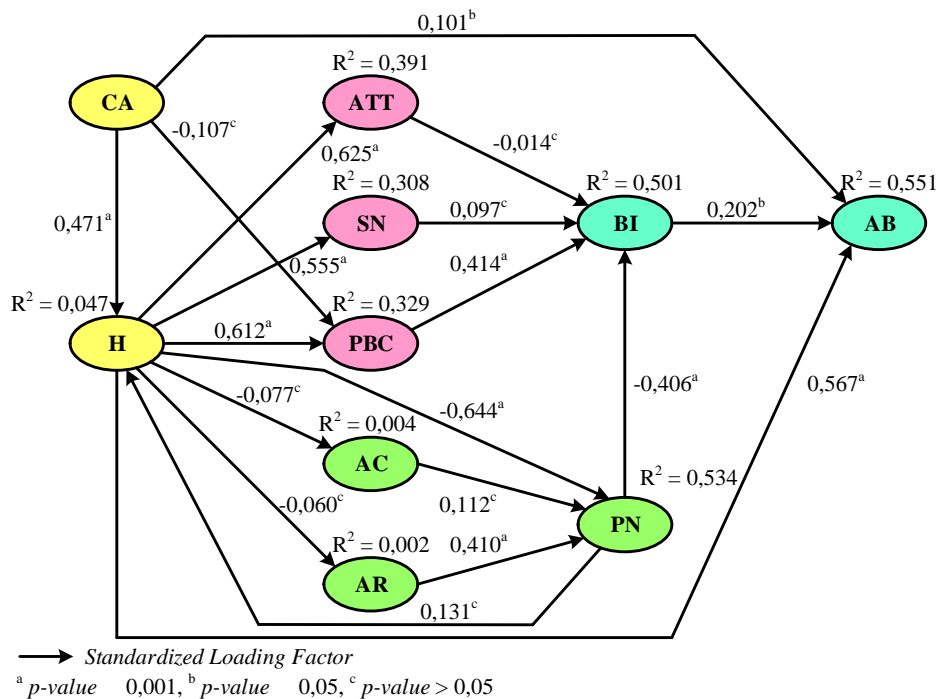 0,101ᵇ
R² = 0,391
CA
ATT
-0,107ᶜ
0,625ᵃ
-0,014ᶜ
R² = 0,308
R² = 0,501
R² = 0,551
0,471ᵃ
SN
0,097ᶜ
BI
0,202ᵇ
AB
0,555ᵃ
0,414ᵃ
R² = 0,047
R² = 0,329
H
0,612ᵃ
PBC
-0,077ᶜ
-0,644ᵃ
-0,406ᵃ
0,567ᵃ
R² = 0,004
AC
R² = 0,534
-0,060ᶜ
0,112ᶜ
PN
R² = 0,002
0,410ᵃ
AR
0,131ᶜ
Standardized Loading Factor
ᵃ p-value 0,001, ᵇ p-value 0,05, ᶜ p-value > 0,05